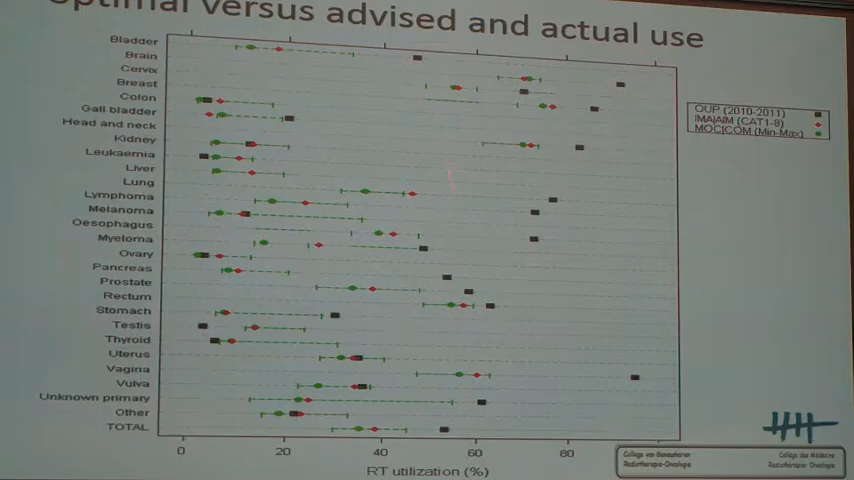 optimal versus advised and actual use
Bladder
Brain
Cervix
Breast
Colon
Gall bladder
Head and neck
Kidney
Leukaemia
Liver
Lung
Lymphoma
Melanoma
Oesophagus
Myeloma
Ovary
Pancreas
Prostate
Rectum
Stomach
Testis
Thyroid
Uterus
Vagina
Vulva
Unknown primary
Other
TOTAL
0 20 40 60 80
RT utilization (%)
OUP (2010-2011)
IMA|AIM (CAT1-8)
MOC|COM (Min-Max)
College van Geneesheren
Radiotherapie-Oncologie
Collège des Médecins
Radiothérapie- Oncologie